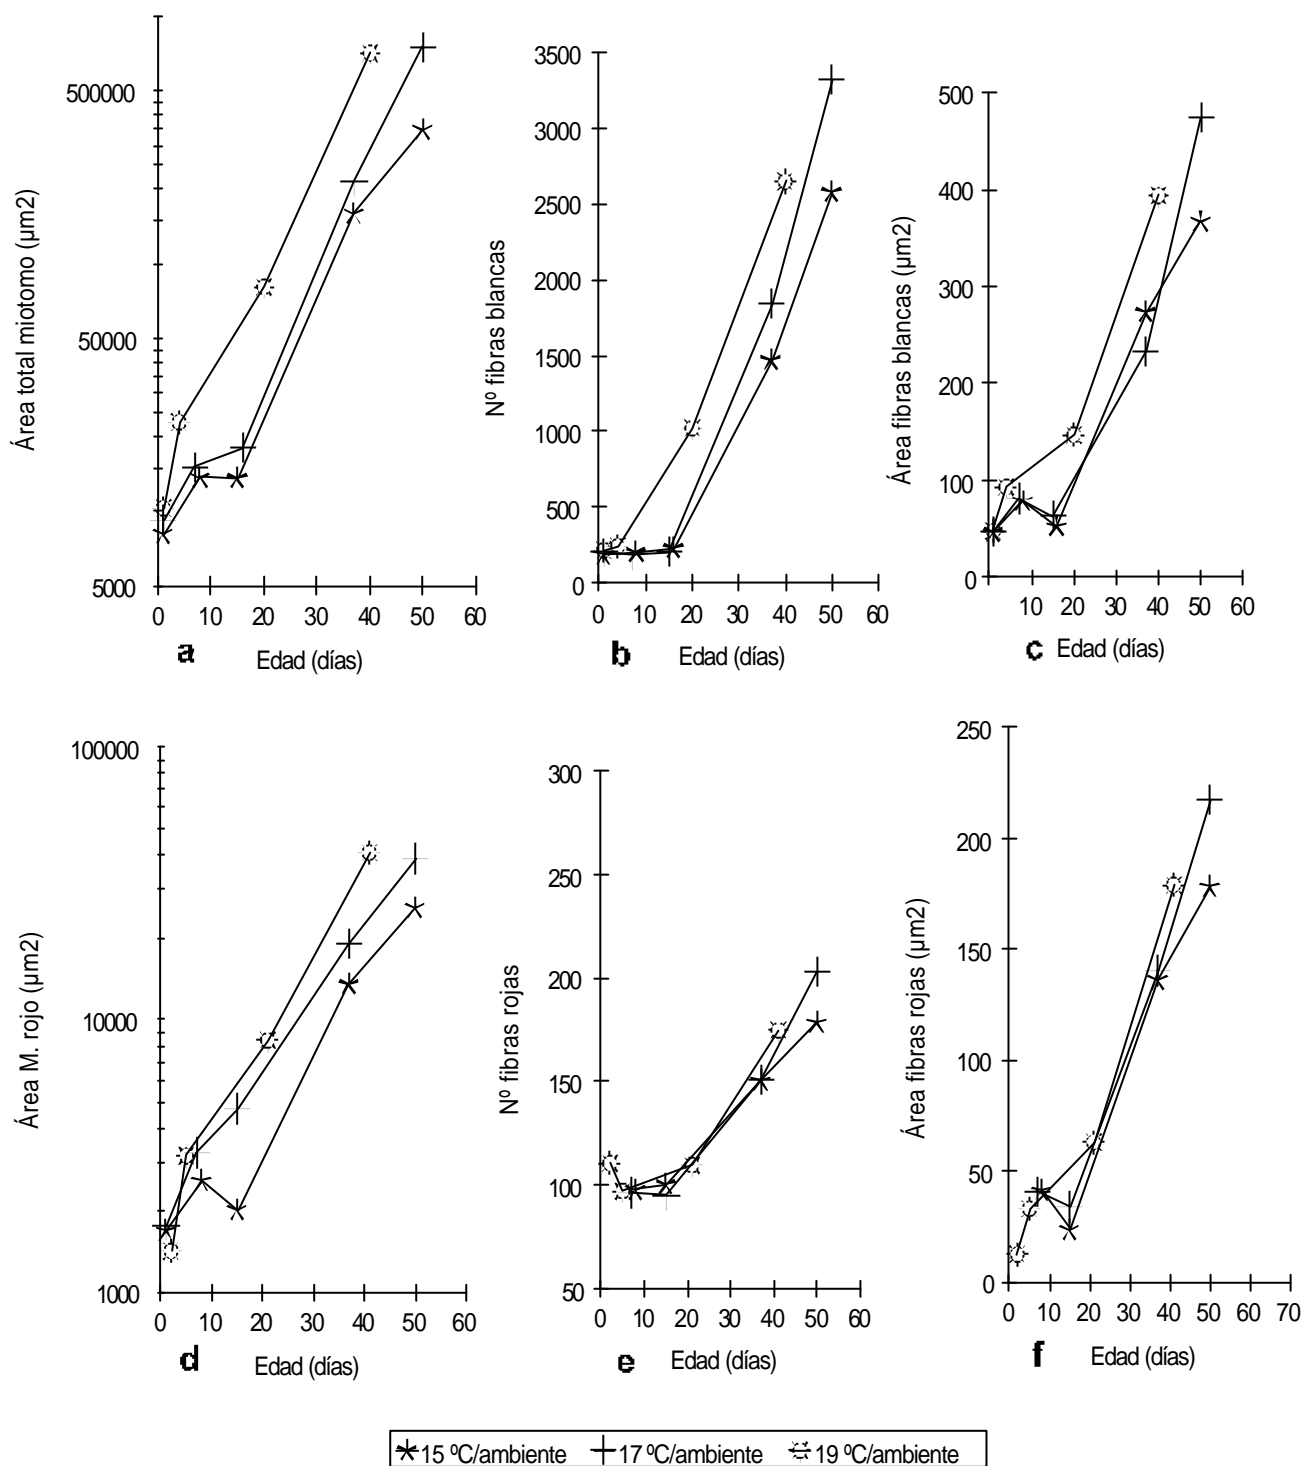 Área total miotomo (µm2)
500000
50000
5000
0 10 20 30 40 50 60
a Edad (días)
Nº fibras blancas
3500
3000
2500
2000
1500
1000
500
0
0 10 20 30 40 50 60
b Edad (días)
Área fibras blancas (µm2)
500
400
300
200
100
0
0 10 20 30 40 50 60
c Edad (días)
Área M. rojo (µm2)
100000
10000
1000
0 10 20 30 40 50 60
d Edad (días)
Nº fibras rojas
300
250
200
150
100
50
0 10 20 30 40 50 60
e Edad (días)
Área fibras rojas (µm2)
250
200
150
100
50
0
0 10 20 30 40 50 60 70
f Edad (días)
15 ºC/ambiente 17 ºC/ambiente 19 ºC/ambiente